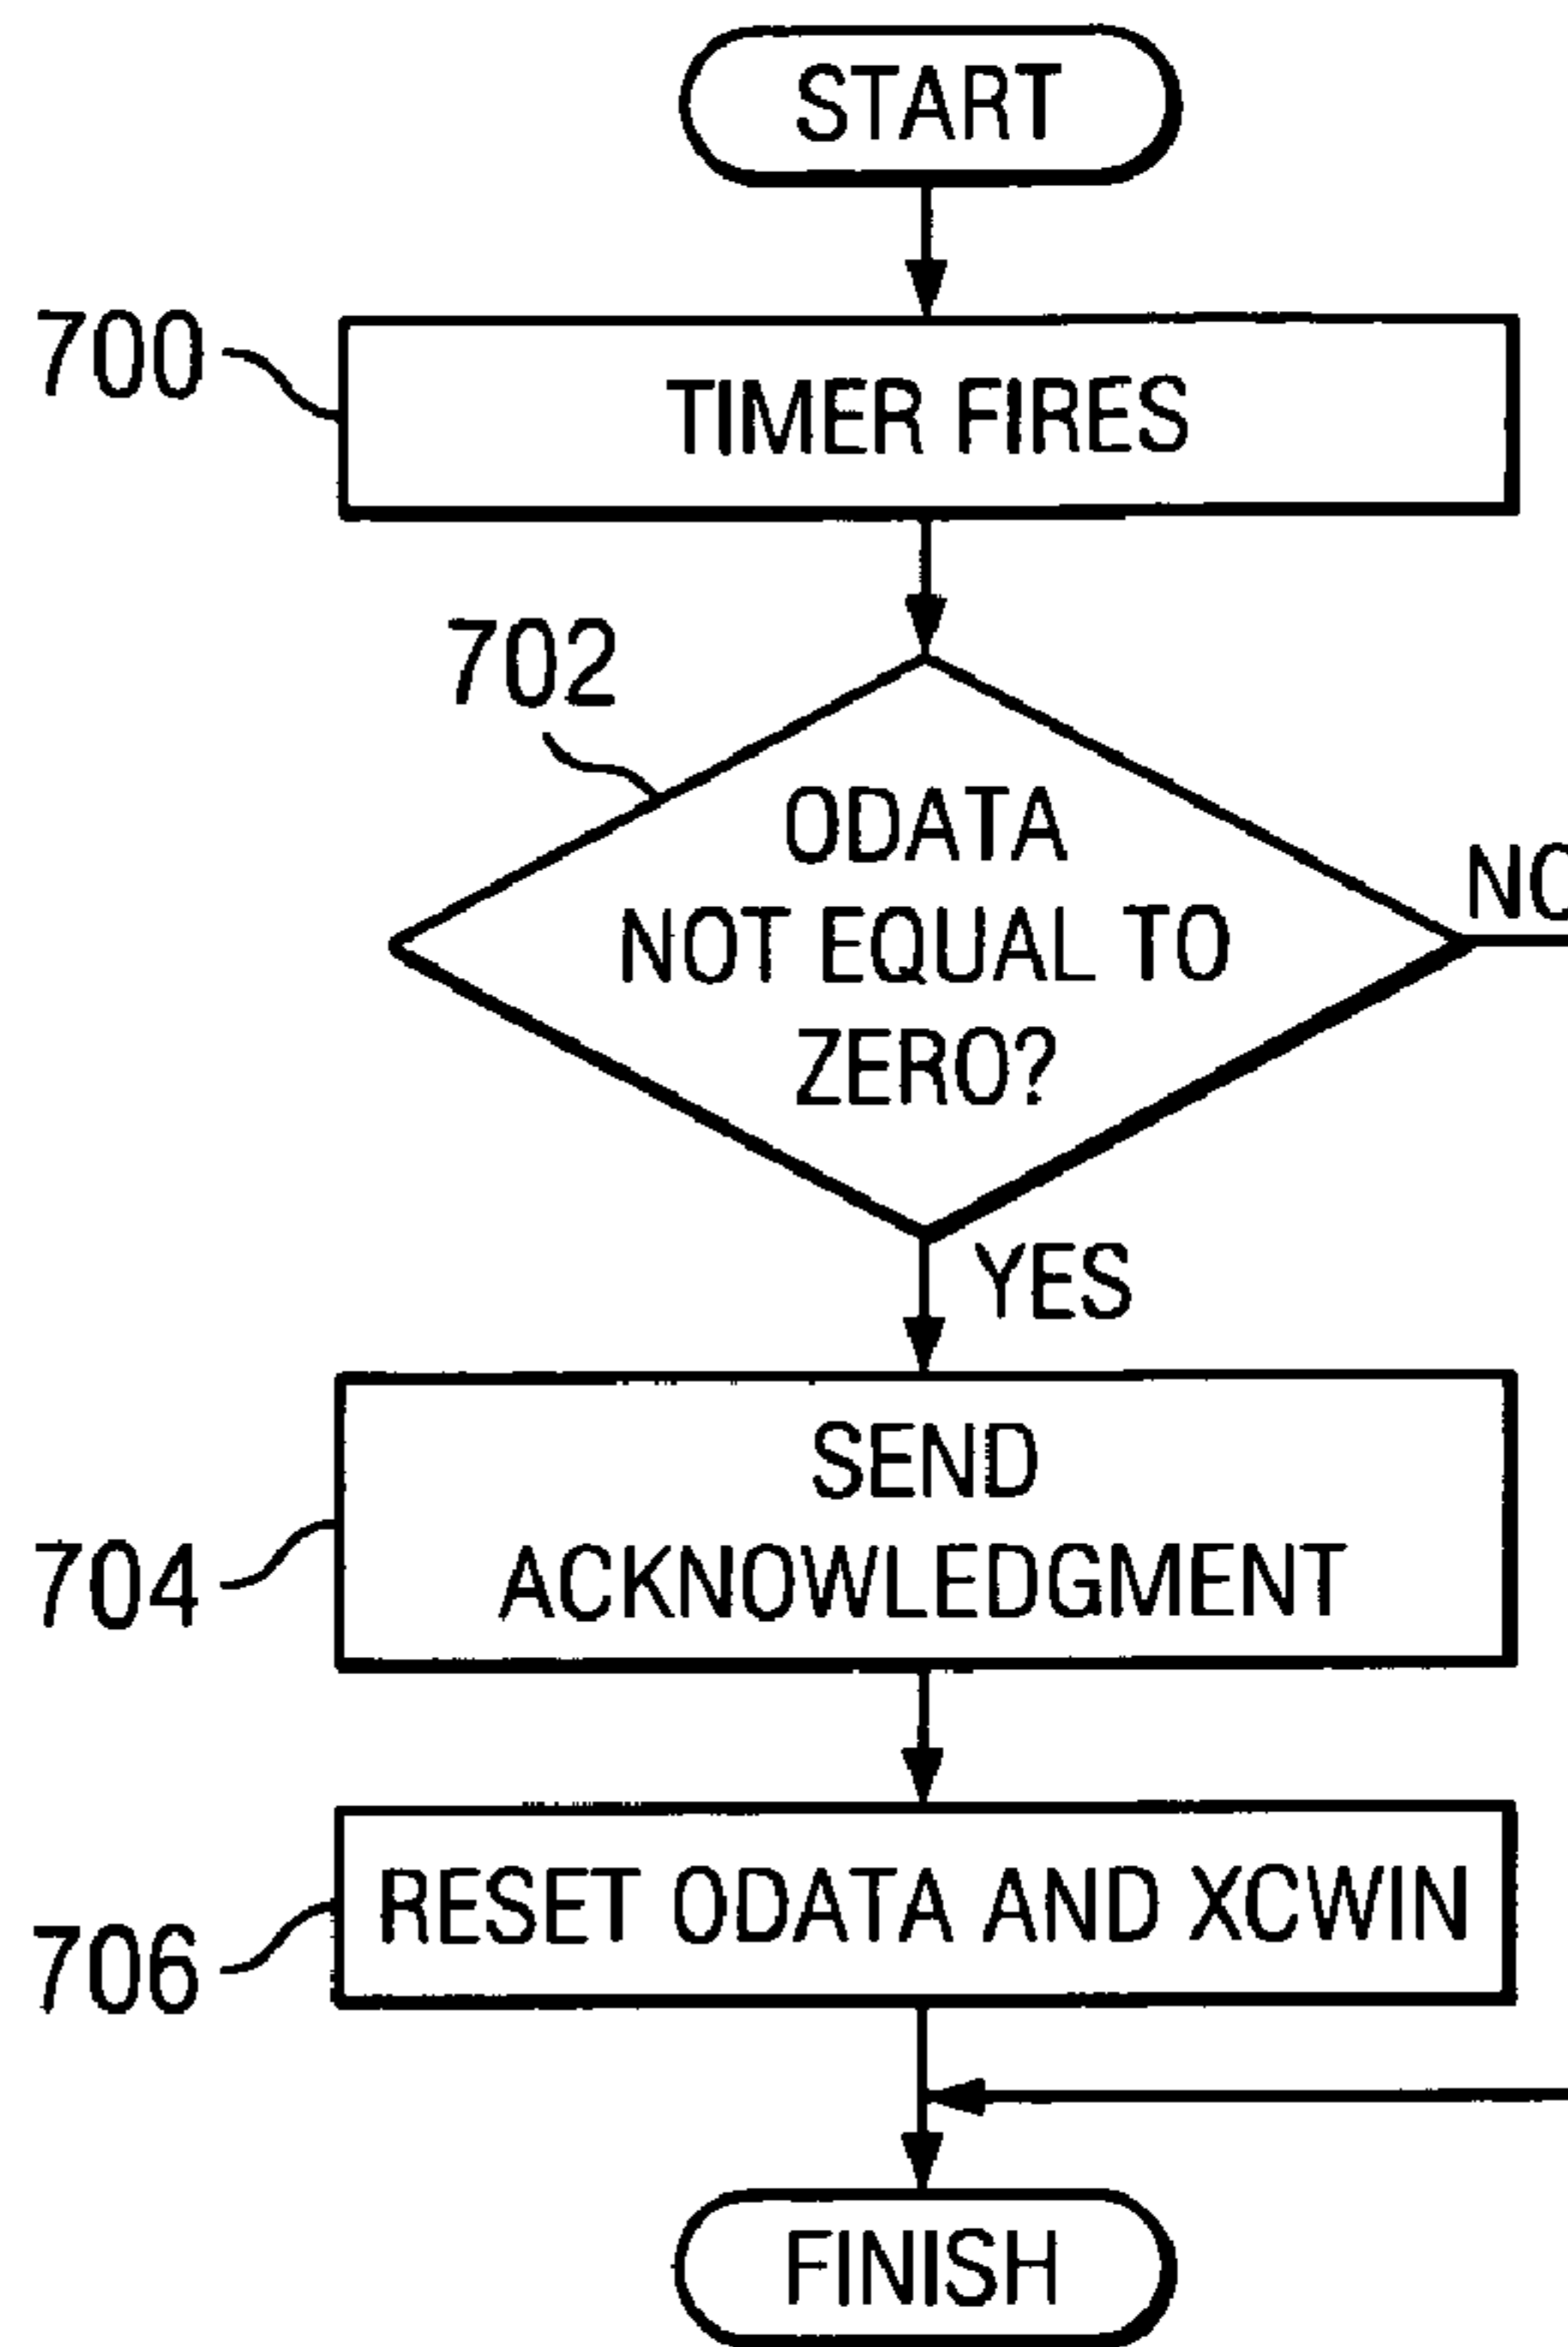 START
700
TIMER FIRES
702
ODATA
NOT EQUAL TO
ZERO?
NO
YES
SEND
ACKNOWLEDGMENT
704
RESET ODATA AND XCWIN
706
FINISH